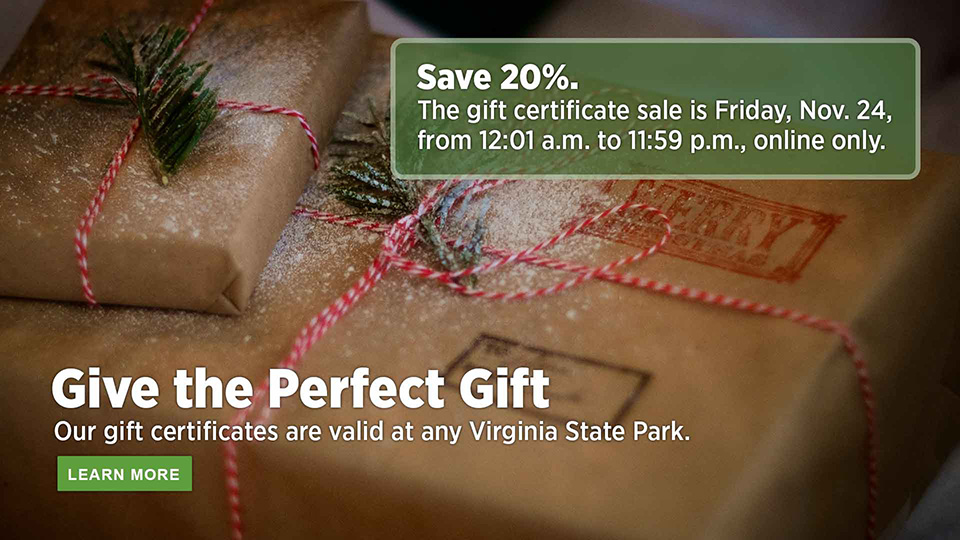 Save 20%.
The gift certificate sale is Friday, Nov. 24,
from 12:01 a.m. to 11:59 p.m., online only.
MERRY
Give the Perfect Gift
Our gift certificates are valid at any Virginia State Park.
LEARN MORE